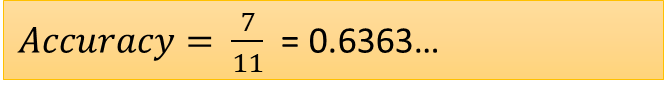 Accuracy = 7/11 = 0.6363...